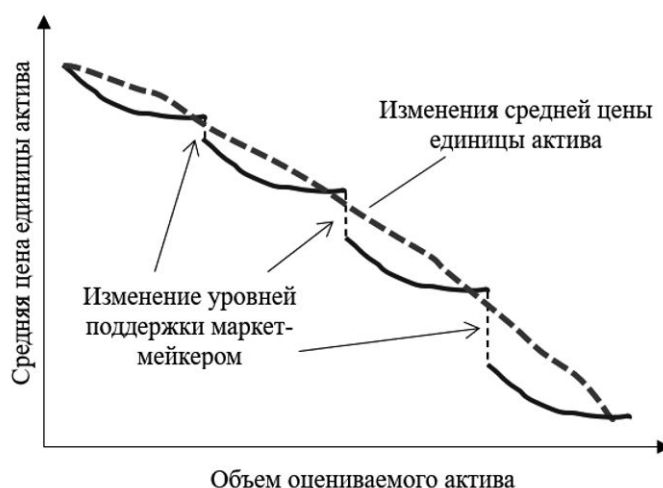 Средняя цена единицы актива
Изменения средней цены
единицы актива
Изменение уровней
поддержки маркет-
мейкером
Объем оцениваемого актива